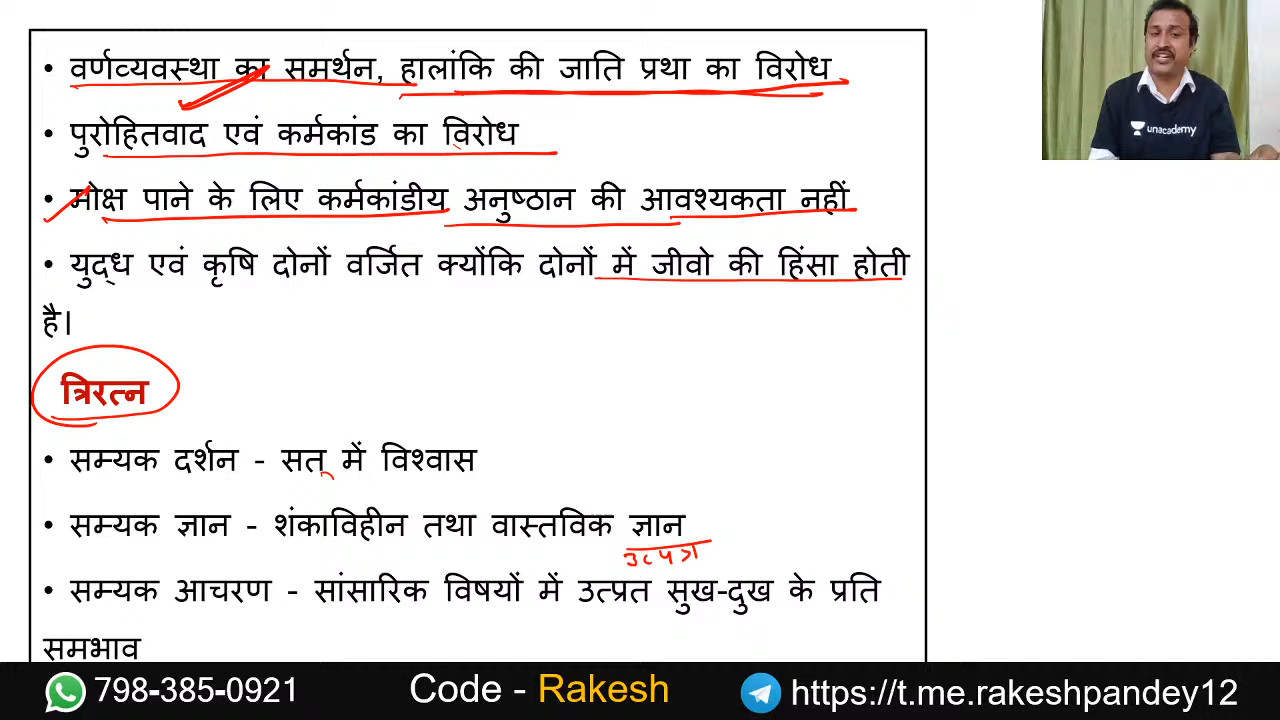 • वर्णव्यवस्था का समर्थन, हालांकि की जाति प्रथा का विरोध
unacademy
• पुरोहितवाद एवं कर्मकांड का विरोध
• मोक्ष पाने के लिए कर्मकांडीय अनुष्ठान की आवश्यकता नहीं
• युद्ध एवं कृषि दोनों वर्जित क्योंकि दोनों में जीवो की हिंसा होती
है।
त्रिरत्न
• सम्यक दर्शन - सत् में विश्वास
• सम्यक ज्ञान - शंकाविहीन तथा वास्तविक ज्ञान
• सम्यक आचरण - सांसारिक विषयों में उत्प्रत सुख-दुख के प्रति
समभाव
798-385-0921 Code - Rakesh https://t.me.rakeshpandey12